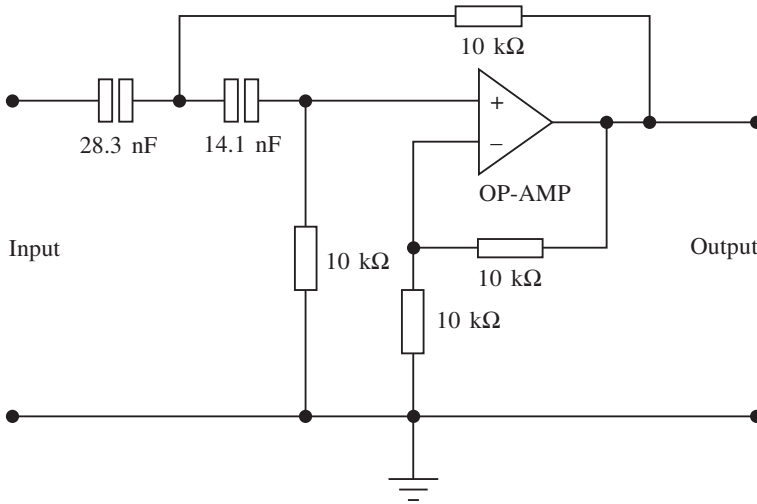 10 kΩ
+
28.3 nF
14.1 nF
−
OP-AMP
Input
10 kΩ
10 kΩ
Output
10 kΩ